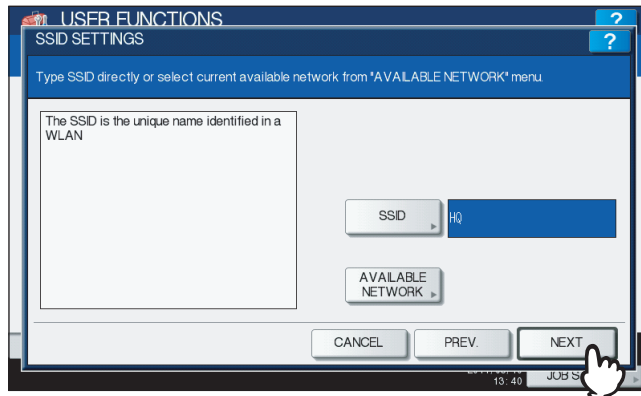 USER FUNCTIONS
?
SSID SETTINGS
?
Type SSID directly or select current available network from "AVAILABLE NETWORK" menu.
The SSID is the unique name identified in a
WLAN
SSID
HQ
AVAILABLE
NETWORK
CANCEL
PREV.
NEXT
13: 40
JOB S